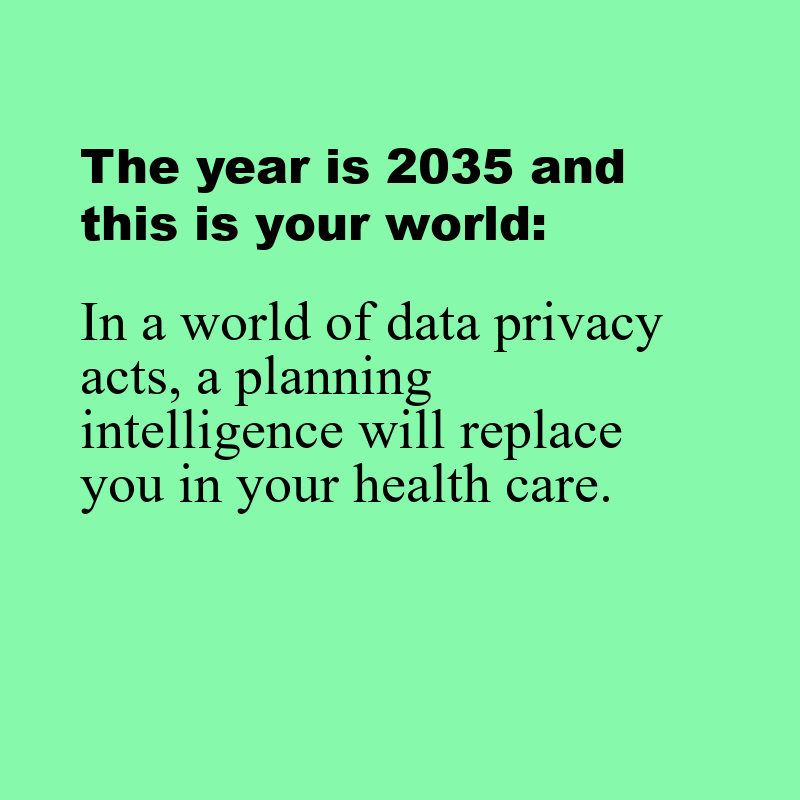 The year is 2035 and
this is your world:
In a world of data privacy
acts, a planning
intelligence will replace
you in your health care.